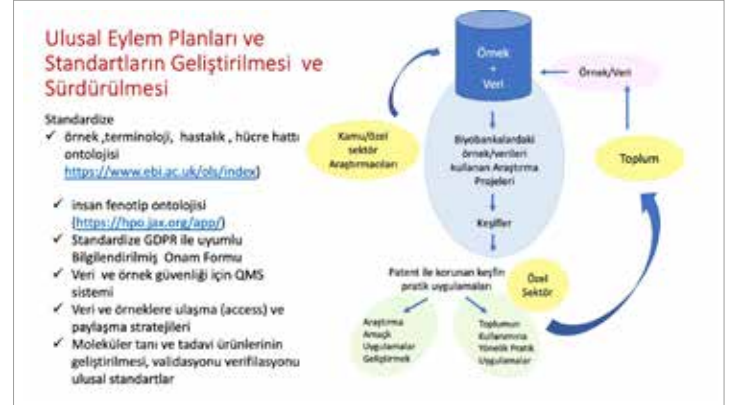 Ulusal Eylem Planları ve
Standartların Geliştirilmesi ve
Sürdürülmesi
Standardize
✓ örnek ,terminoloji, hastalık , hücre hattı
ontolojisi
https://www.ebi.ac.uk/ols/index)
✓ insan fenotip ontolojisi
(https://hpo.jax.org/app/)
✓ Standardize GDPR ile uyumlu
Bilgilendirilmiş Onam Formu
✓ Veri ve örnek güvenliği için QMS
sistemi
✓ Veri ve örneklere ulaşma (access) ve
paylaşma stratejileri
✓ Moleküler tanı ve tadavi ürünlerinin
geliştirilmesi, validasyonu verifilasyonu
ulusal standartlar
Örnek
+
Veri
Örnek/Veri
Kamu/özel
sektör
Araştırmacıları
Biyobankalardaki
örnek/verileri
kullanan Araştırma
Projeleri
Toplum
Keşifler
Patent ile korunan keşfin
pratik uygulamaları
Özel
Sektör
Araştırma
Amaçlı
Uygulamalar
Geliştirmek
Toplumun
Kullanımına
Yönelik Pratik
Uygulamalar